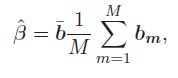 β̂ = b̄ 1/M ∑_{m=1}^{M} b_m,